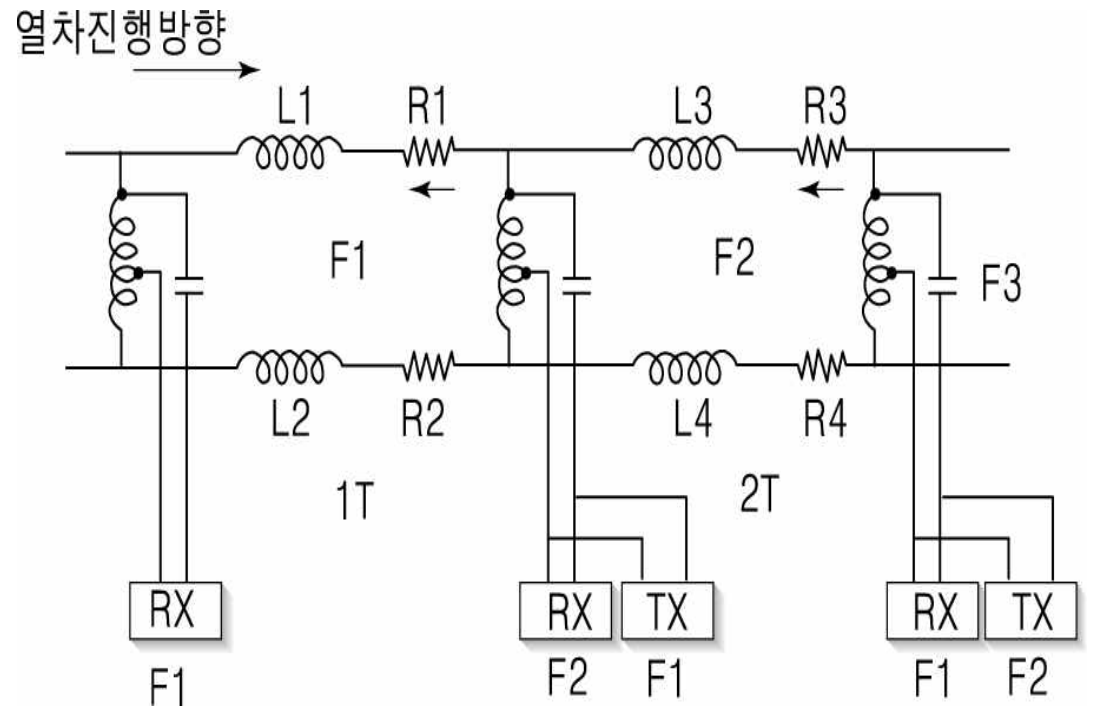 열차진행방향
L1 R1 L3 R3
F1 F2 F3
L2 R2 L4 R4
1T 2T
RX RX TX RX TX
F1 F2 F1 F1 F2